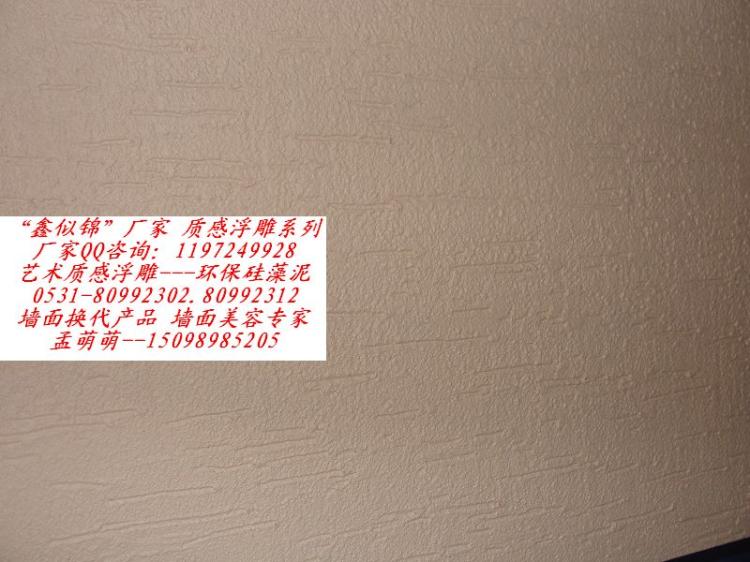 “鑫似锦”厂家 质感浮雕系列
厂家QQ咨询: 1197249928
艺术质感浮雕---环保硅藻泥
0531-80992302.80992312
墙面换代产品 墙面美容专家
孟萌萌--15098985205